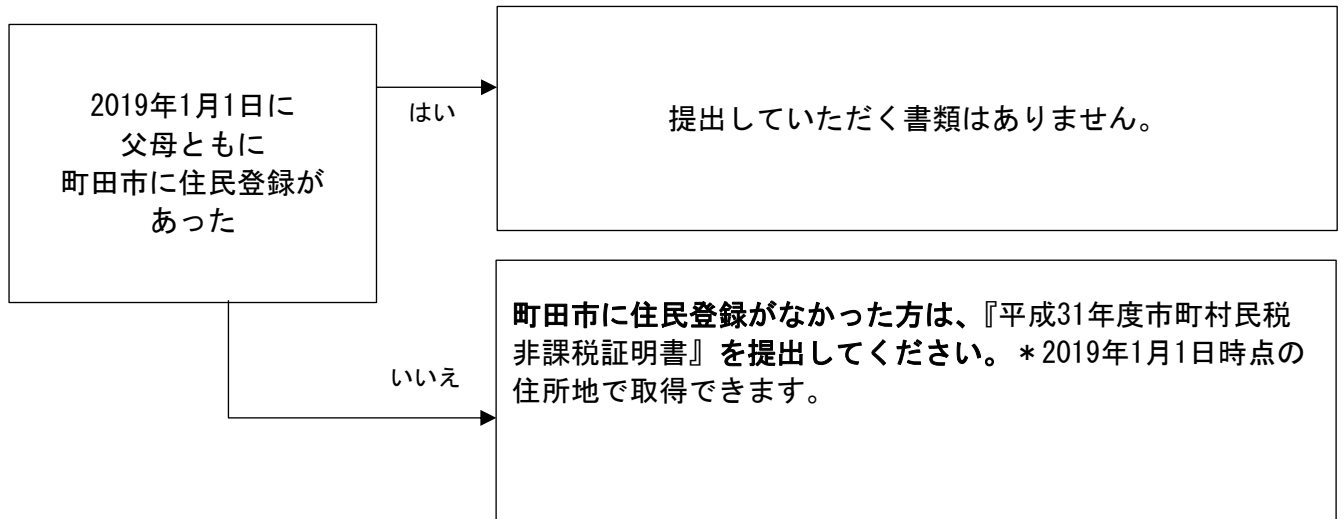 2019年1月1日に
父母ともに
町田市に住民登録が
あった
はい
提出していただく書類はありません。
いいえ
町田市に住民登録がなかった方は、『平成31年度市町村民税
非課税証明書』を提出してください。＊2019年1月1日時点の
住所地で取得できます。